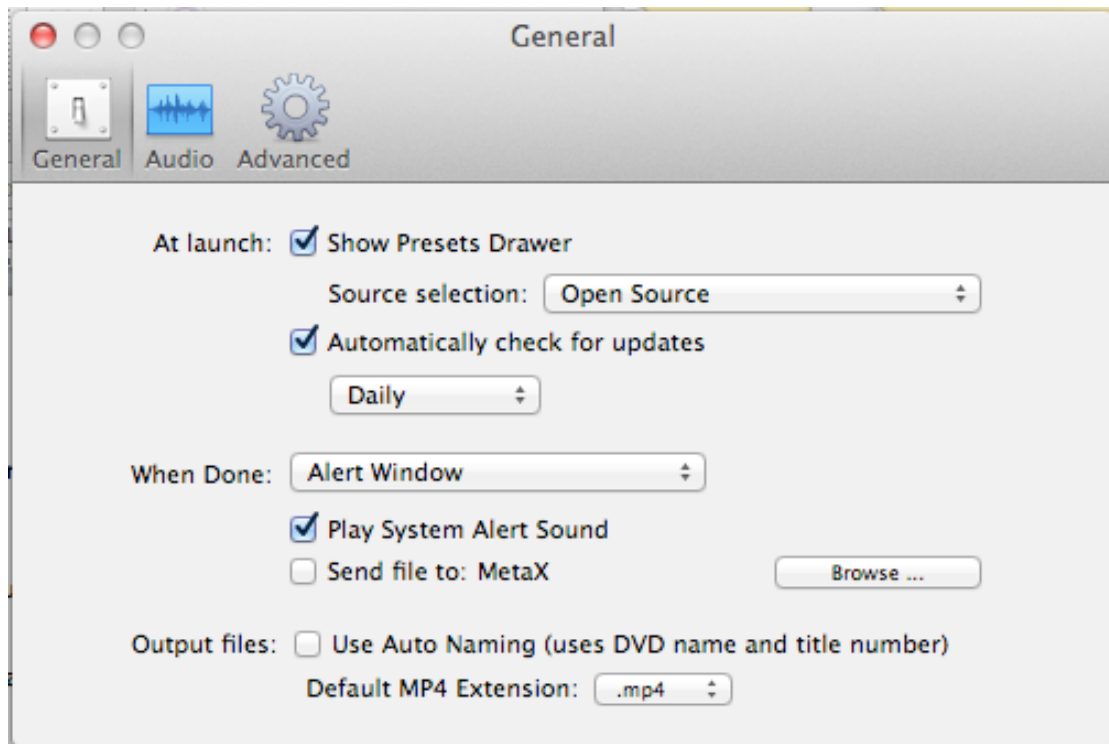 General
General Audio Advanced
At launch: Show Presets Drawer
Source selection: Open Source
Automatically check for updates
Daily
When Done: Alert Window
Play System Alert Sound
Send file to: MetaX Browse ...
Output files: Use Auto Naming (uses DVD name and title number)
Default MP4 Extension: .mp4